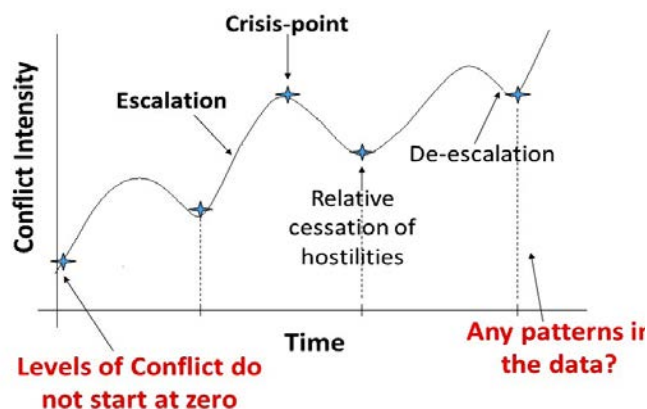 Crisis-point
Escalation
Conflict Intensity
De-escalation
Relative
cessation of
hostilities
Time
Levels of Conflict do
not start at zero
Any patterns in
the data?